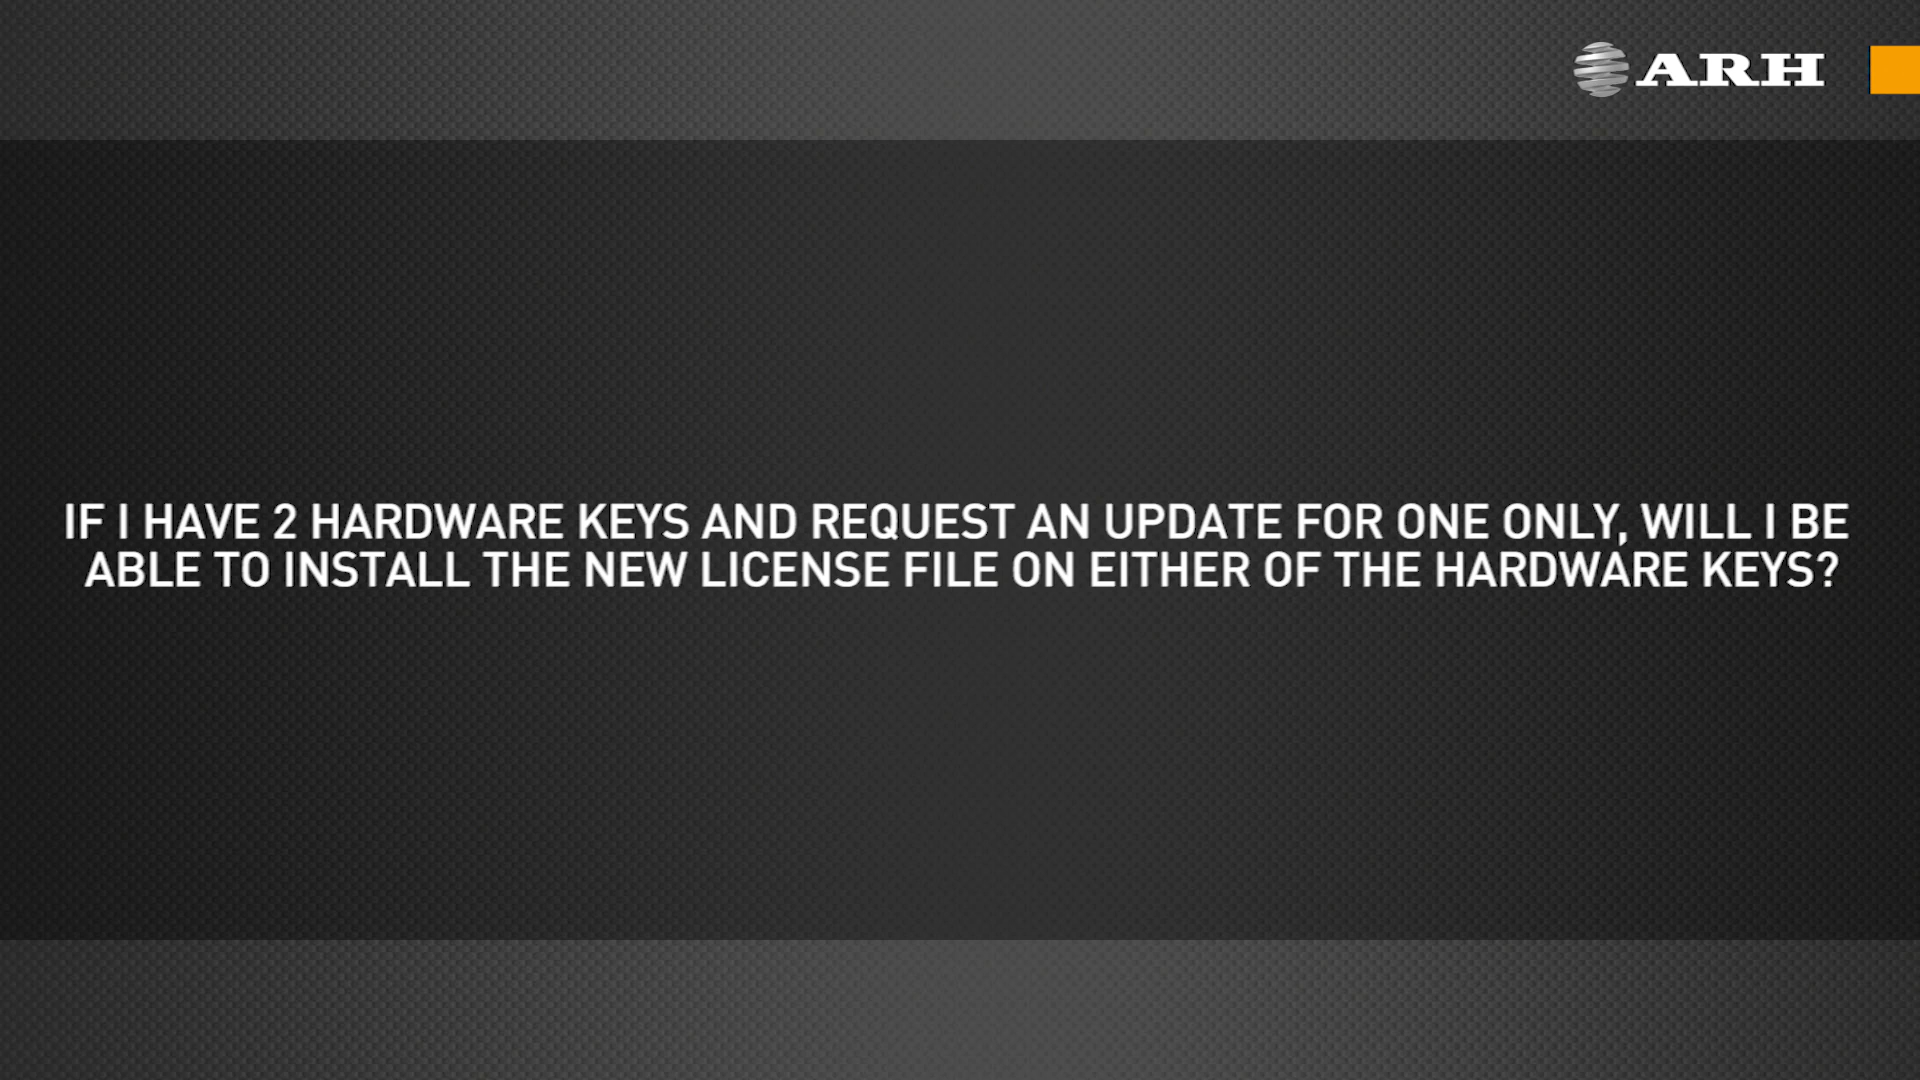 ARH
IF I HAVE 2 HARDWARE KEYS AND REQUEST AN UPDATE FOR ONE ONLY, WILL I BE
ABLE TO INSTALL THE NEW LICENSE FILE ON EITHER OF THE HARDWARE KEYS?